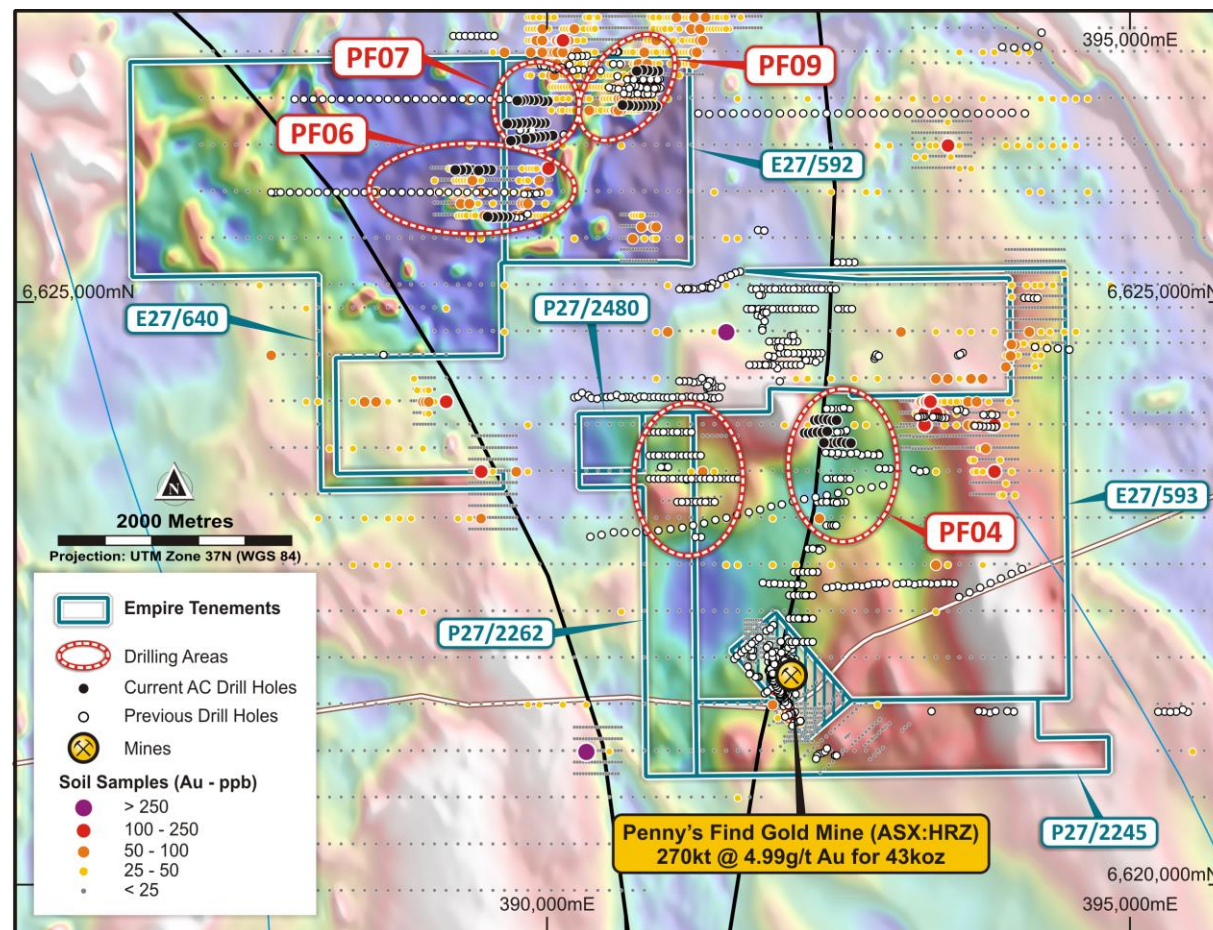 395,000mE
PF07
PF09
PF06
E27/592
6,625,000mN
6,625,000mN
E27/640
P27/2480
N
2000 Metres
Projection: UTM Zone 37N (WGS 84)
E27/593
PF04
Empire Tenements
Drilling Areas
Current AC Drill Holes
Previous Drill Holes
Mines
Soil Samples (Au - ppb)
> 250
100 - 250
50 - 100
25 - 50
< 25
P27/2262
Penny's Find Gold Mine (ASX:HRZ)
270kt @ 4.99g/t Au for 43koz
P27/2245
6,620,000mN
390,000mE
395,000mE